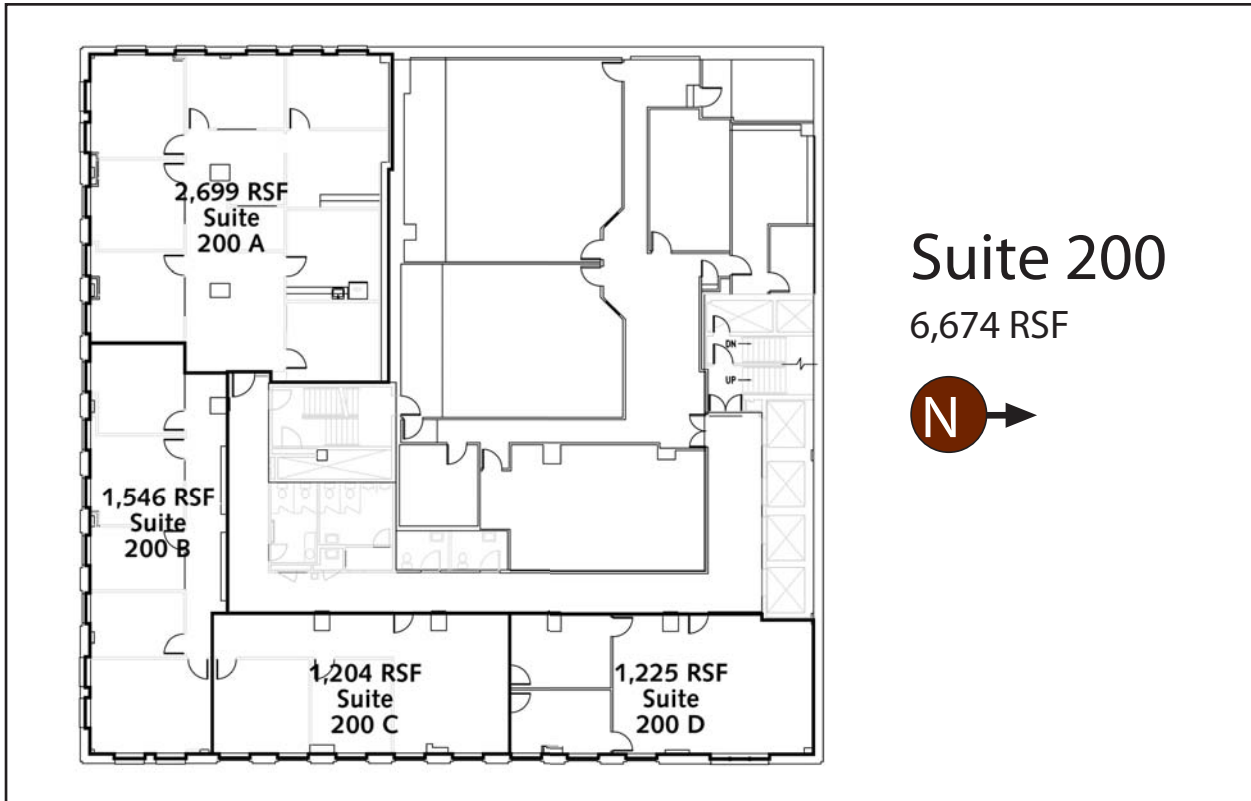 2,699 RSF
Suite
200 A
Suite 200
6,674 RSF
DN
UP
N
1,546 RSF
Suite
200 B
1,204 RSF
Suite
200 C
1,225 RSF
Suite
200 D